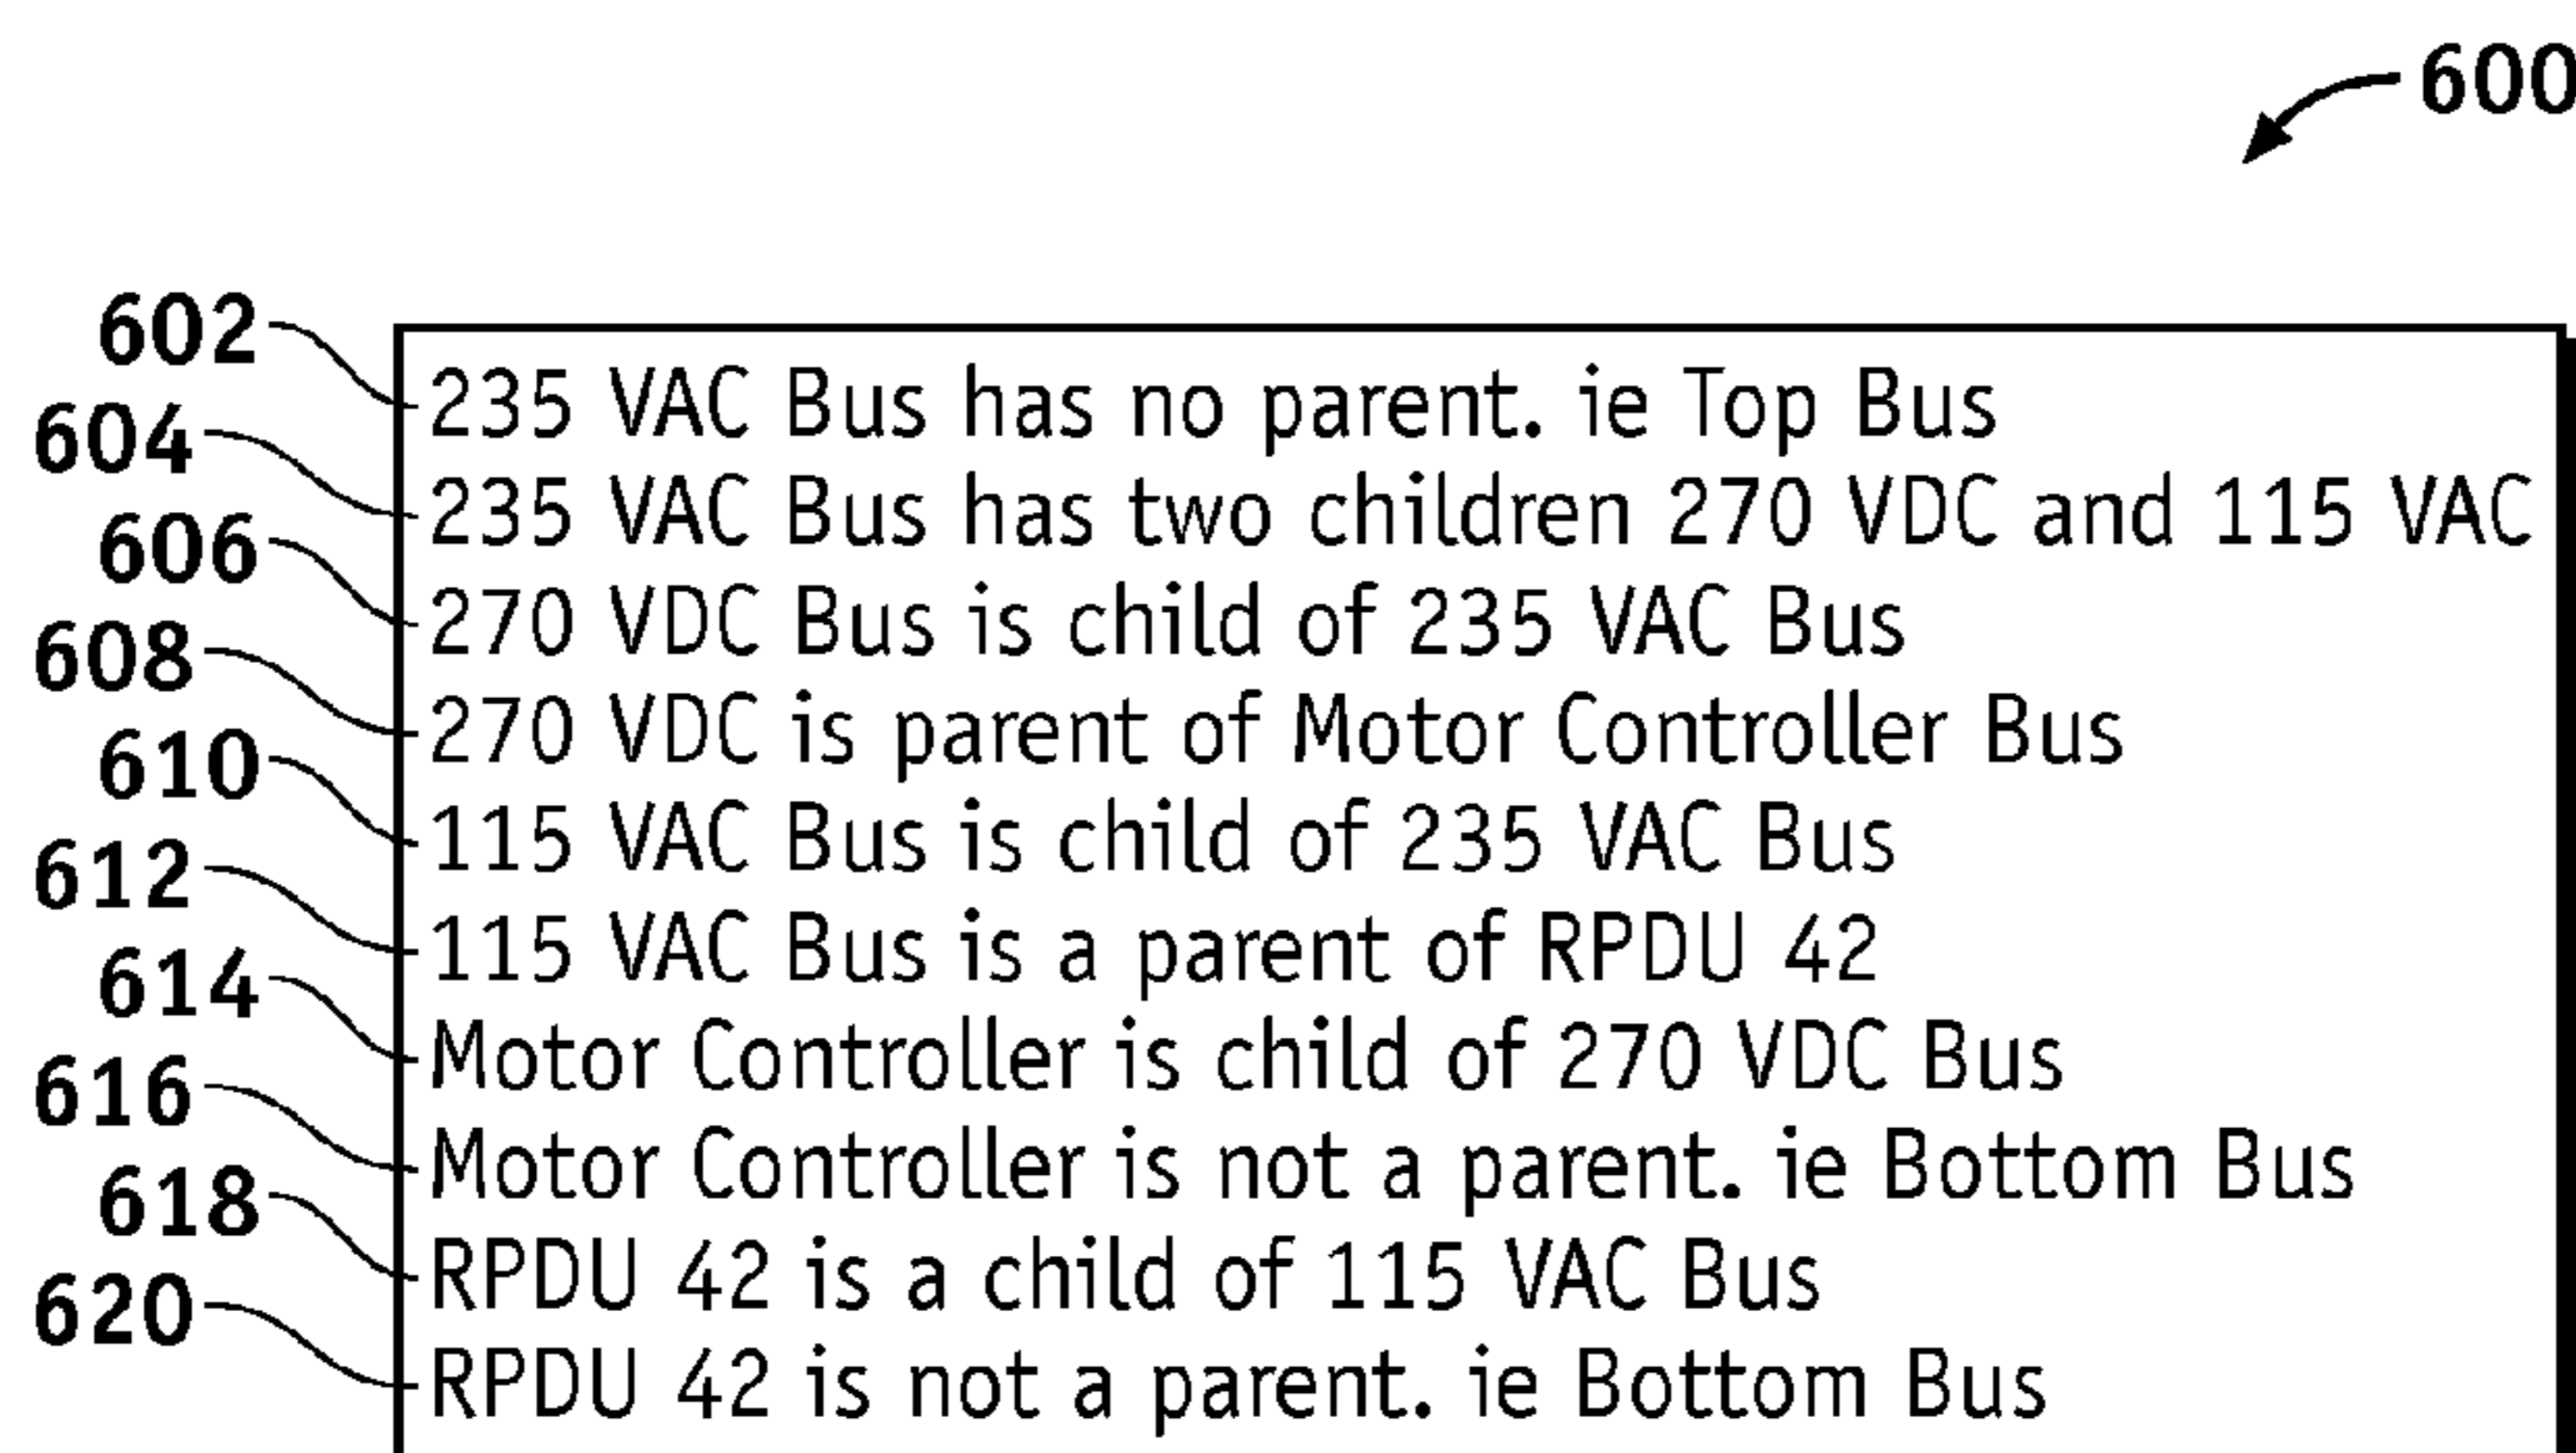 600
602 235 VAC Bus has no parent. ie Top Bus
604 235 VAC Bus has two children 270 VDC and 115 VAC
606 270 VDC Bus is child of 235 VAC Bus
608 270 VDC is parent of Motor Controller Bus
610 115 VAC Bus is child of 235 VAC Bus
612 115 VAC Bus is a parent of RPDU 42
614 Motor Controller is child of 270 VDC Bus
616 Motor Controller is not a parent. ie Bottom Bus
618 RPDU 42 is a child of 115 VAC Bus
620 RPDU 42 is not a parent. ie Bottom Bus